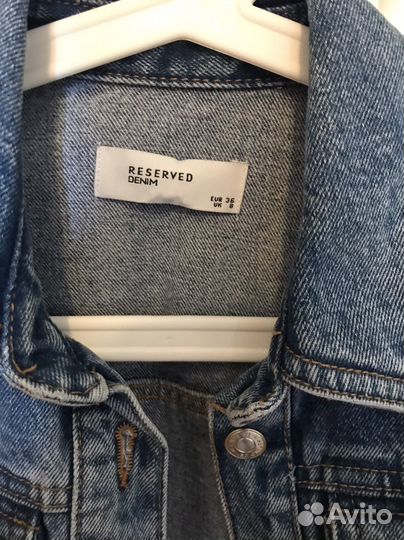 RESERVED
DENIM
EUR 36
UK 8
Avito